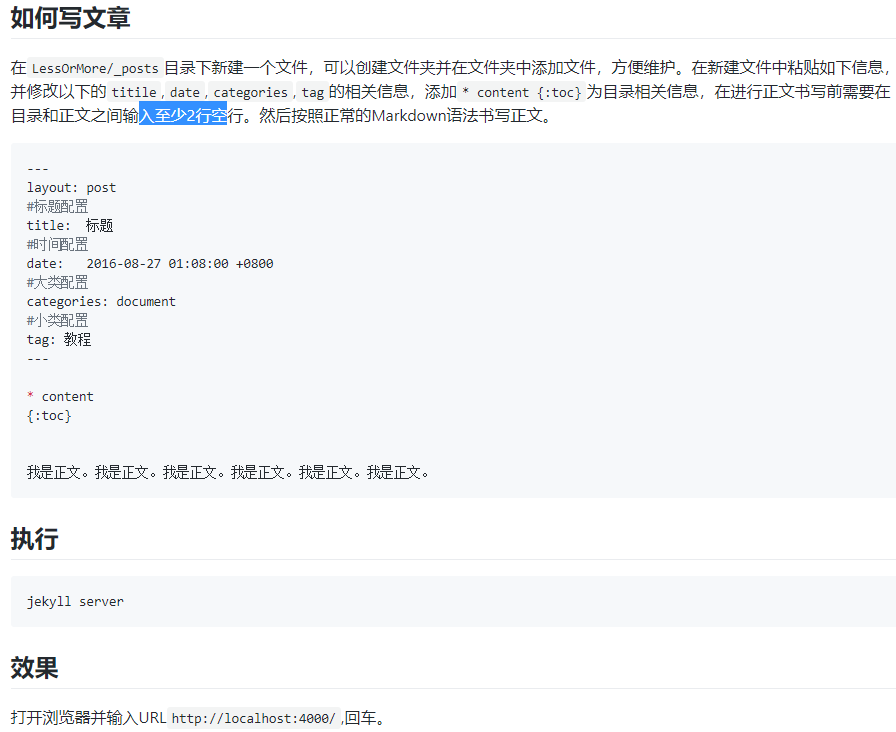 如何写文章
在 LessOrMore/_posts 目录下新建一个文件，可以创建文件夹并在文件夹中添加文件，方便维护。在新建文件中粘贴如下信息，
并修改以下的 titile , date , categories , tag 的相关信息，添加 * content {:toc} 为目录相关信息，在进行正文书写前需要在
目录和正文之间输入至少2行空行。然后按照正常的Markdown语法书写正文。
---
layout: post
#标题配置
title:  标题
#时间配置
date:   2016-08-27 01:08:00 +0800
#大类配置
categories: document
#小类配置
tag: 教程
---
* content
{:toc}
我是正文。我是正文。我是正文。我是正文。我是正文。我是正文。
执行
jekyll server
效果
打开浏览器并输入URL http://localhost:4000/ ,回车。